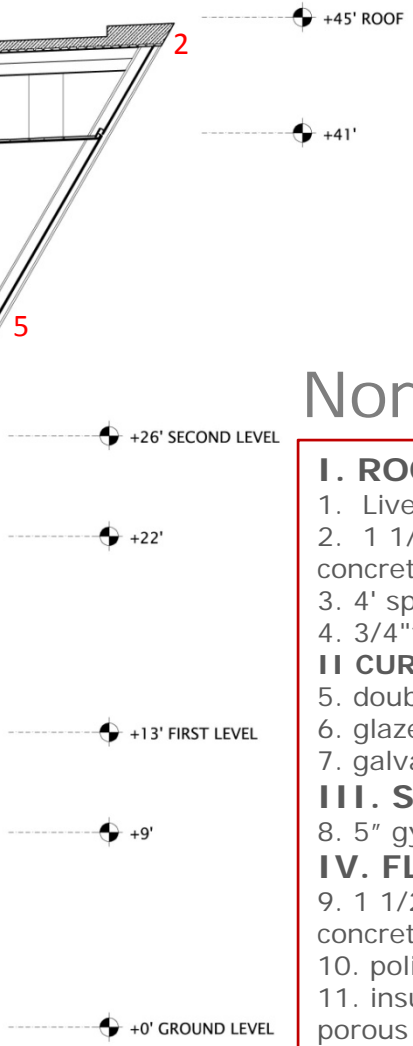 +45' ROOF
2
+41'
5
+26' SECOND LEVEL
+22'
+13' FIRST LEVEL
+9'
+0' GROUND LEVEL
Nor
I. ROO
1. Live
2. 1 1/
concret
3. 4' sp
4. 3/4"
II CUR
5. doub
6. glaze
7. galva
III. S
8. 5″ gy
IV. FL
9. 1 1/2
concret
10. poli
11. insu
porous